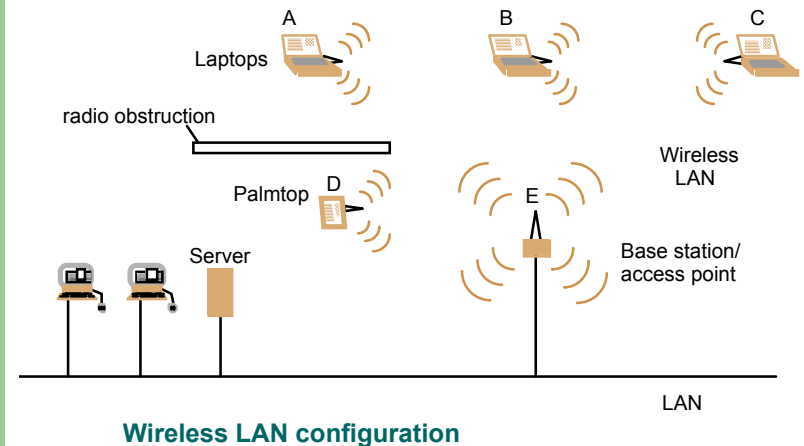 A
B
C
Laptops
radio obstruction
Wireless
LAN
Palmtop
D
E
Server
Base station/
access point
LAN
Wireless LAN configuration